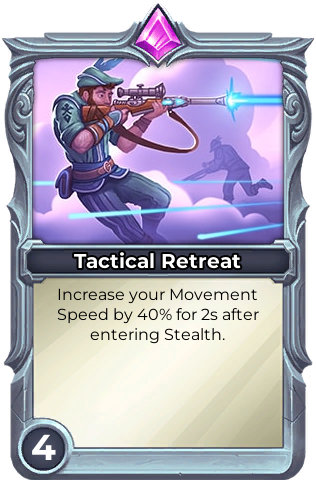 Tactical Retreat
Increase your Movement
Speed by 40% for 2s after
entering Stealth.
4